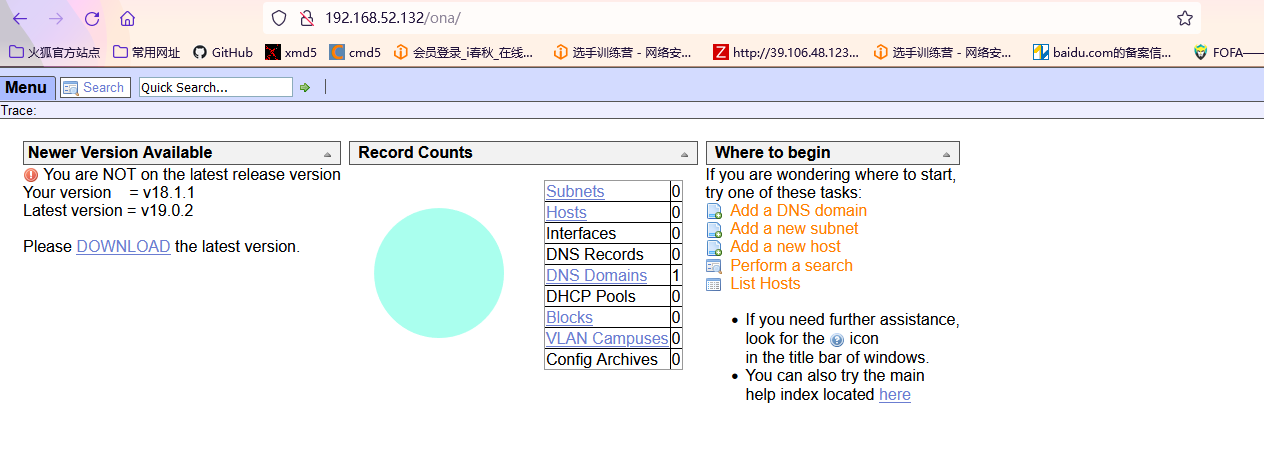 192.168.52.132/ona/
火狐官方站点 常用网址 GitHub xmd5 cmd5 会员登录_i春秋_在线... 选手训练营 - 网络安... http://39.106.48.123... 选手训练营 - 网络安... baidu.com的备案信... FOFA——
Menu Search Quick Search...
Trace:
Newer Version Available
You are NOT on the latest release version
Your version = v18.1.1
Latest version = v19.0.2
Please DOWNLOAD the latest version.
Record Counts
Subnets 0
Hosts 0
Interfaces 0
DNS Records 0
DNS Domains 1
DHCP Pools 0
Blocks 0
VLAN Campuses 0
Config Archives 0
Where to begin
If you are wondering where to start,
try one of these tasks:
Add a DNS domain
Add a new subnet
Add a new host
Perform a search
List Hosts
• If you need further assistance,
look for the ? icon
in the title bar of windows.
• You can also try the main
help index located here